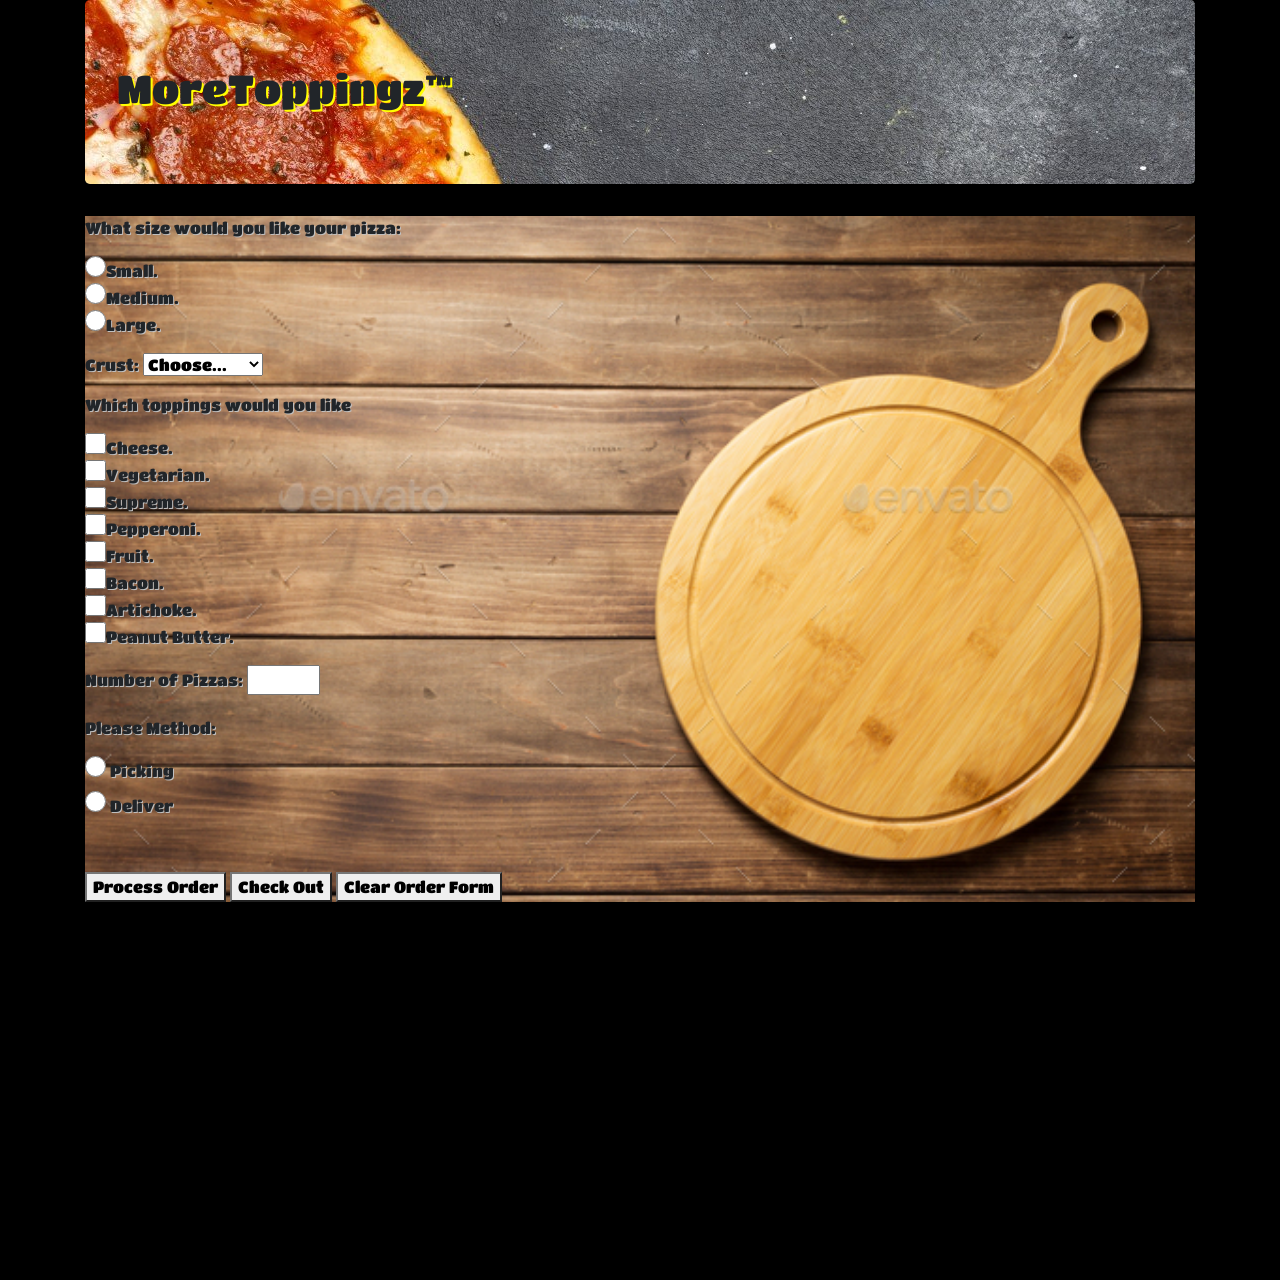 MoreToppingz™
What size would you like your pizza:
Small.
Medium.
Large.
Crust: Choose...
Which toppings would you like
Cheese.
Vegetarian.
Supreme.
Pepperoni.
Fruit.
Bacon.
Artichoke.
Peanut Butter.
Number of Pizzas:
Please Method:
Picking
Deliver
Process Order Check Out Clear Order Form
envato envato